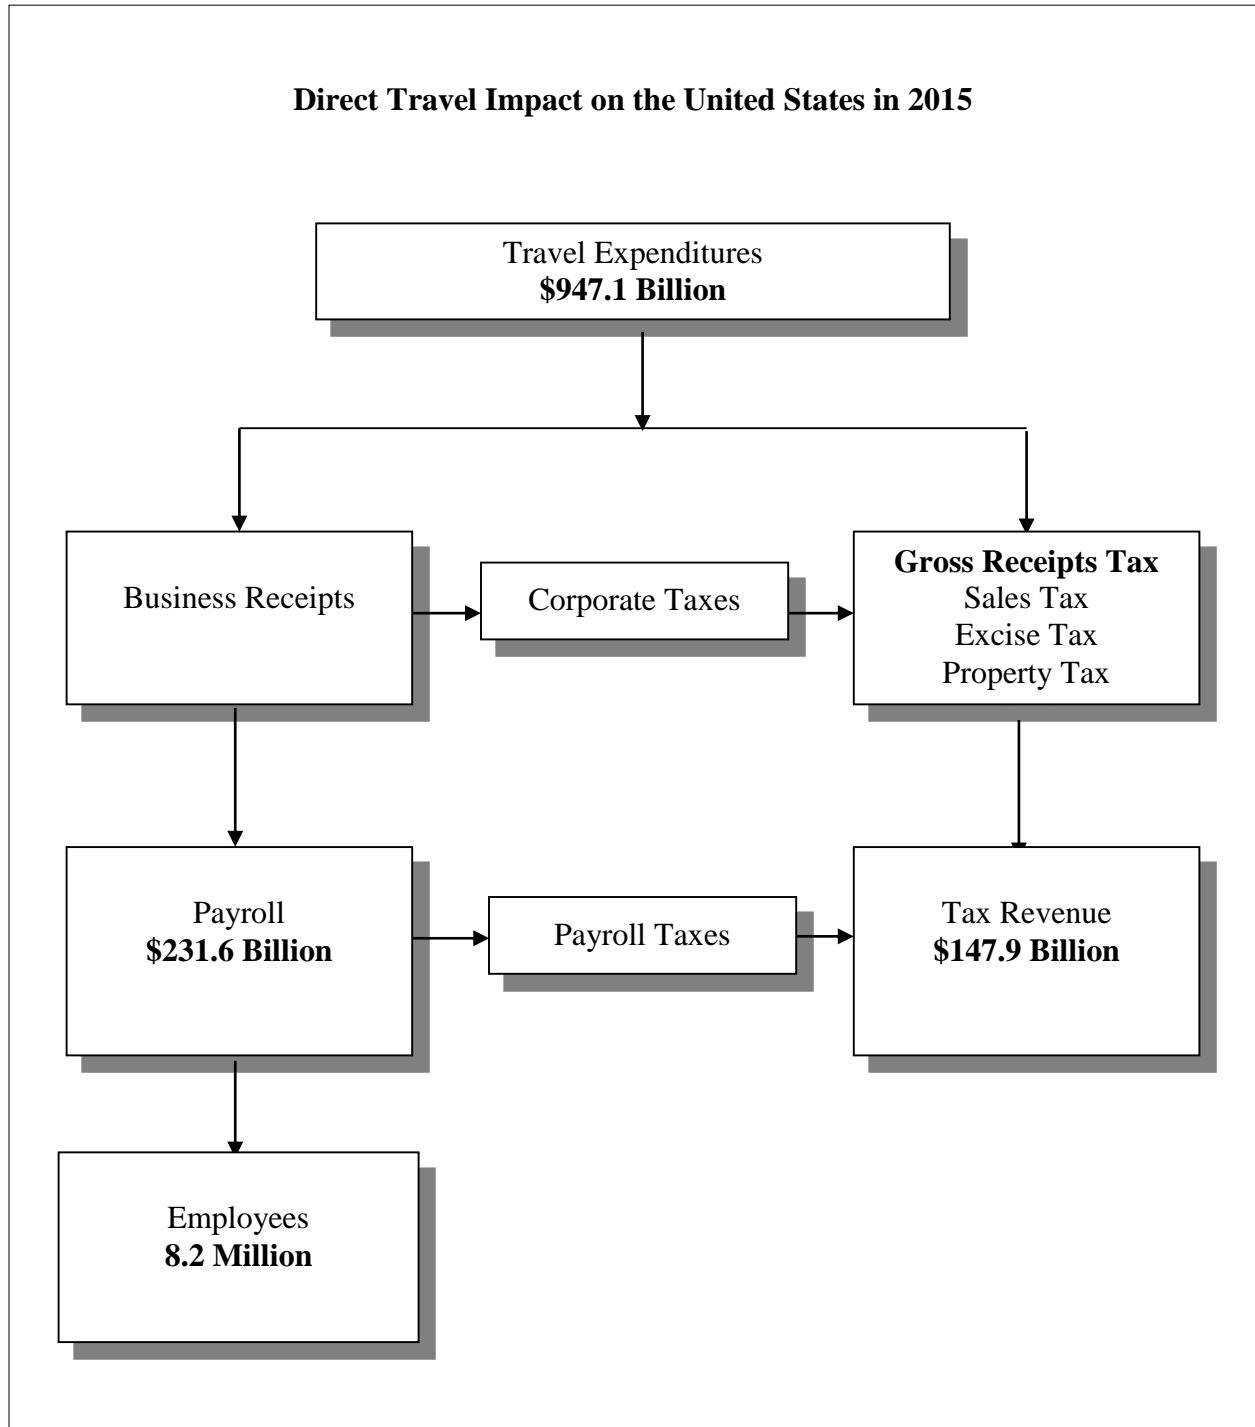 Direct Travel Impact on the United States in 2015
Travel Expenditures
$947.1 Billion
Business Receipts
Corporate Taxes
Gross Receipts Tax
Sales Tax
Excise Tax
Property Tax
Payroll
$231.6 Billion
Payroll Taxes
Tax Revenue
$147.9 Billion
Employees
8.2 Million